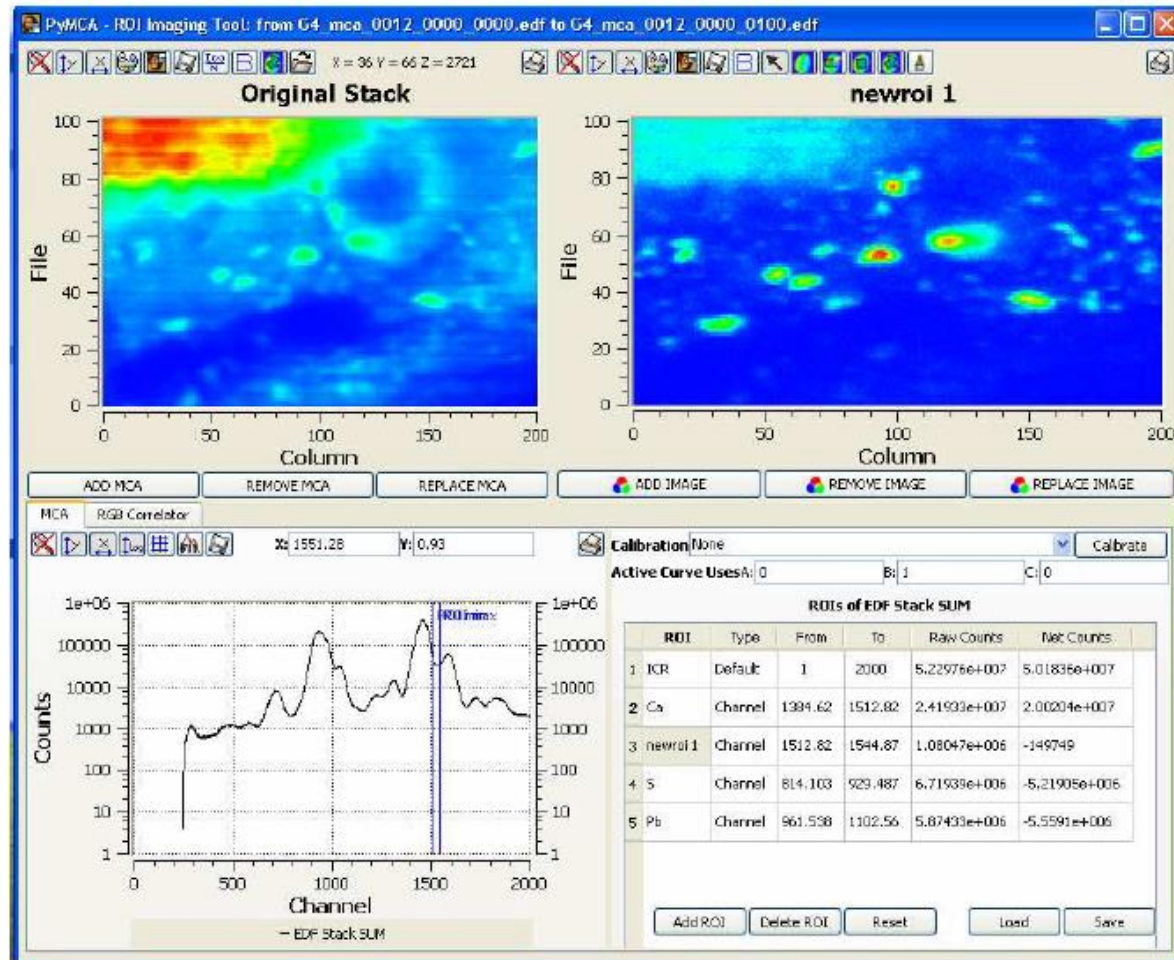 PyMCA - ROI Imaging Tool: from G4_mca_0012_0000_0000.edf to G4_mca_0012_0000_0100.edf
X = 36 Y = 66 Z = 2721
Original Stack
newroi 1
100
80
60
40
20
0
File
0 50 100 150 200
Column
100
80
60
40
20
0
File
0 50 100 150 200
Column
ADD MCA REMOVE MCA REPLACE MCA
ADD IMAGE REMOVE IMAGE REPLACE IMAGE
MCA RGB Correlator
X: 1551.28 Y: 0.93
Calibration None Calibrate
Active Curve Uses A: 0 B: 1 C: 0
1e+06
100000
10000
1000
100
10
1
Counts
1e+06
100000
10000
1000
100
10
1
0 500 1000 1500 2000
Channel
EDF Stack SUM
ROIs of EDF Stack SUM
ROI Type From To Raw Counts Net Counts
1 ICR Default 1 2000 5.22976e+007 5.01836e+007
2 Ca Channel 1384.62 1512.82 2.41933e+007 2.00204e+007
3 newroi 1 Channel 1512.82 1544.87 1.08047e+006 -149749
4 S Channel 814.103 929.487 6.71939e+006 -5.21905e+006
5 Pb Channel 961.538 1102.56 5.87433e+006 -5.5591e+006
Add ROI Delete ROI Reset Load Save